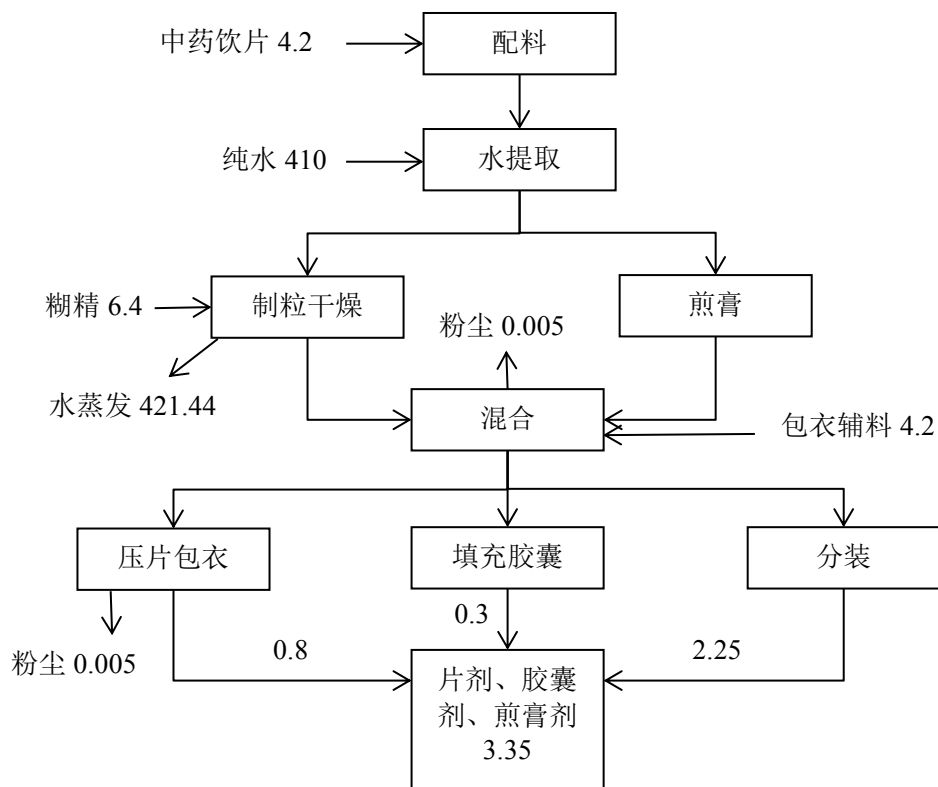 中药饮片 4.2
配料
纯水 410
水提取
糊精 6.4
制粒干燥
煎膏
粉尘 0.005
水蒸发 421.44
混合
包衣辅料 4.2
压片包衣
填充胶囊
分装
粉尘 0.005
0.8
0.3
2.25
片剂、胶囊
剂、煎膏剂
3.35